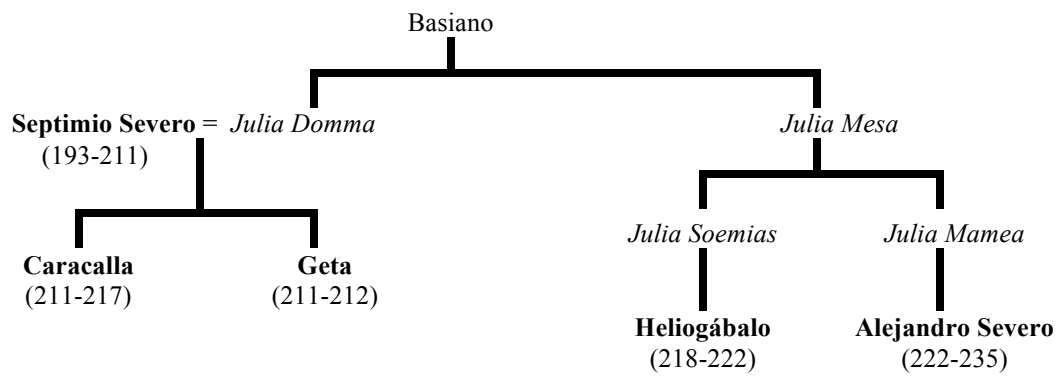 Basiano
Septimio Severo = Julia Domma
Julia Mesa
(193-211)
Julia Soemias
Julia Mamea
Caracalla
Geta
(211-217)
(211-212)
Heliogábalo
Alejandro Severo
(218-222)
(222-235)